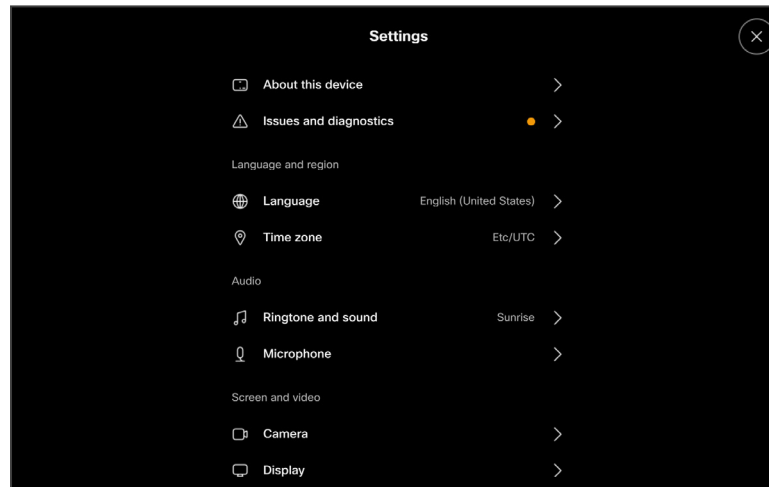 Settings
About this device
Issues and diagnostics
Language and region
Language English (United States)
Time zone Etc/UTC
Audio
Ringtone and sound Sunrise
Microphone
Screen and video
Camera
Display